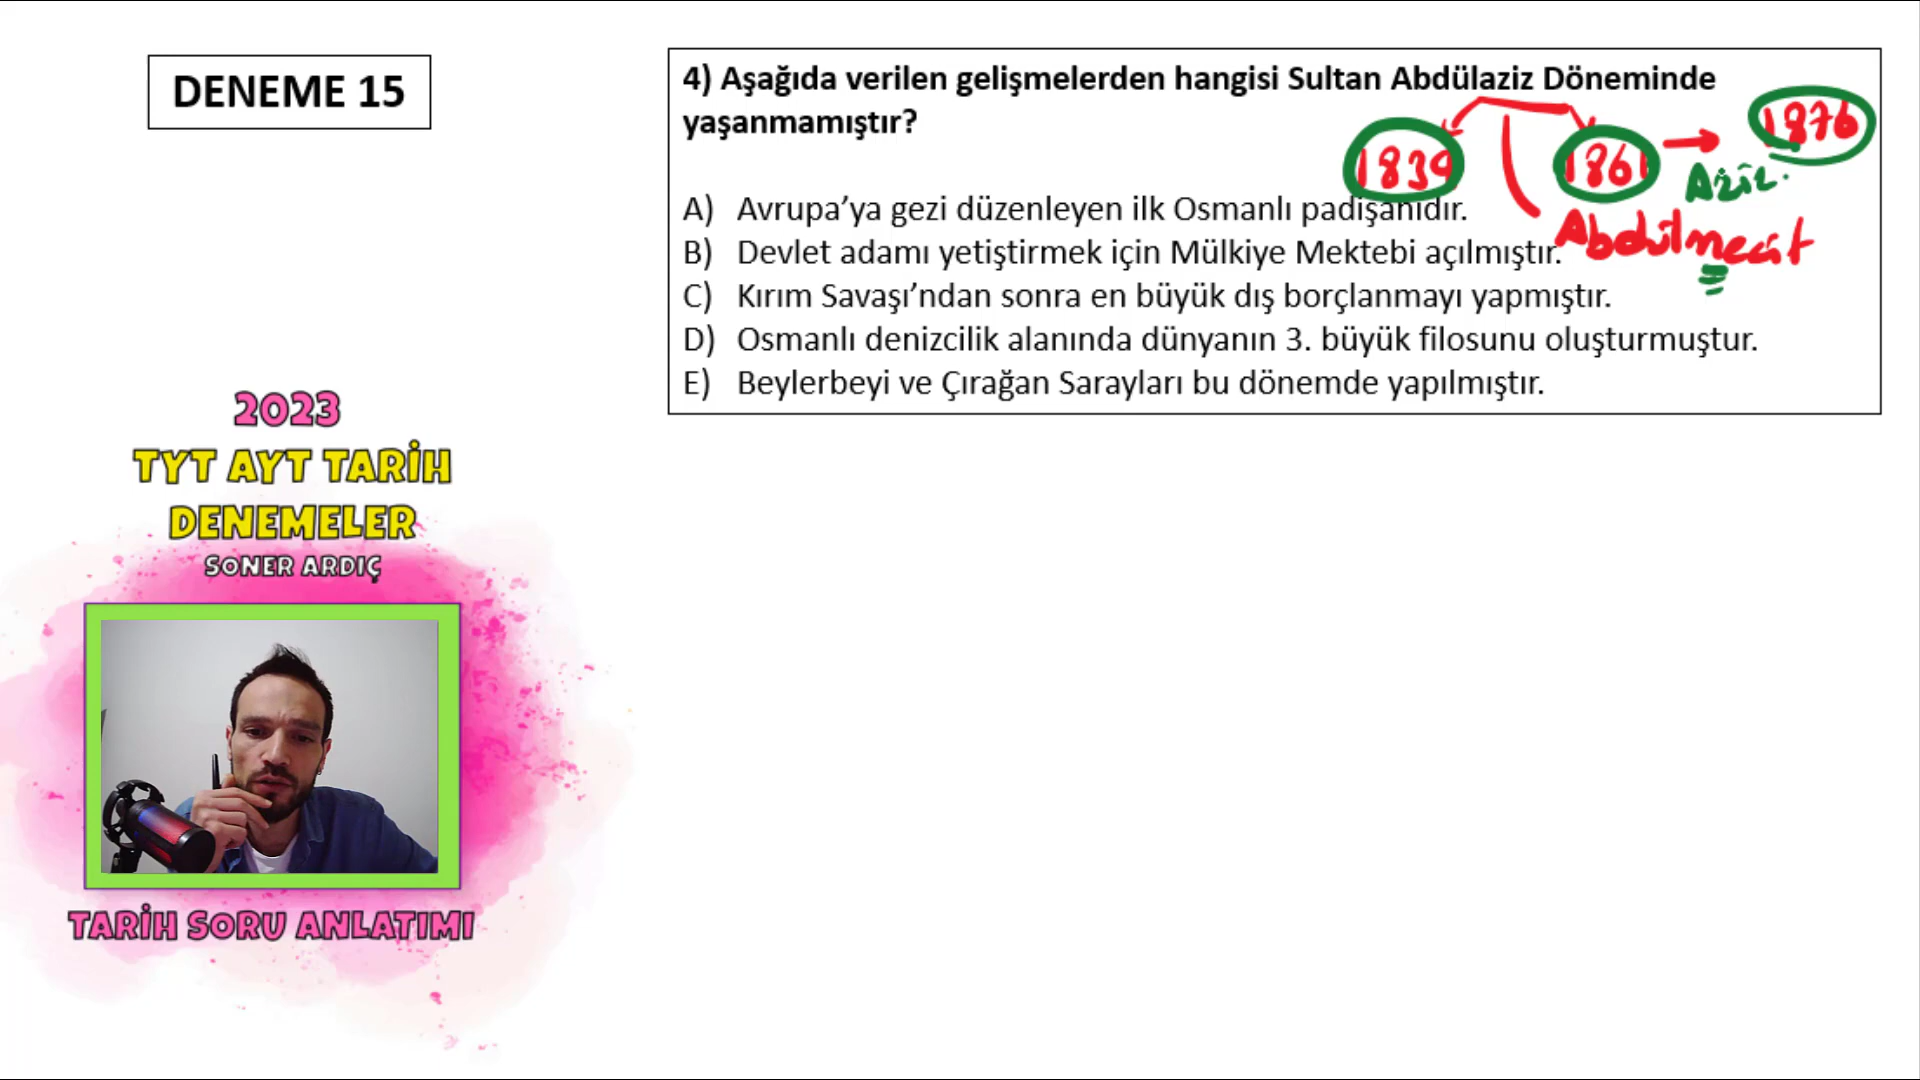 DENEME 15
4) Aşağıda verilen gelişmelerden hangisi Sultan Abdülaziz Döneminde
yaşanmamıştır?
1839
1861
1876
Aziz.
Abdülmecit
A) Avrupa’ya gezi düzenleyen ilk Osmanlı padişahıdır.
B) Devlet adamı yetiştirmek için Mülkiye Mektebi açılmıştır.
C) Kırım Savaşı’ndan sonra en büyük dış borçlanmayı yapmıştır.
D) Osmanlı denizcilik alanında dünyanın 3. büyük filosunu oluşturmuştur.
E) Beylerbeyi ve Çırağan Sarayları bu dönemde yapılmıştır.
2023
TYT AYT TARİH
DENEMELER
SONER ARDIÇ
TARİH SORU ANLATIMI